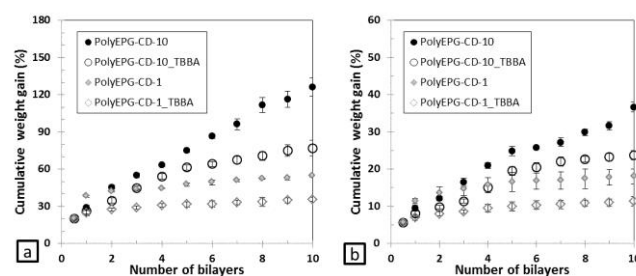 180
150
120
90
60
30
0
Cumulative weight gain (%)
PolyEPG-CD-10
PolyEPG-CD-10_TBBA
PolyEPG-CD-1
PolyEPG-CD-1_TBBA
0 2 4 6 8 10
Number of bilayers
a
60
50
40
30
20
10
0
Cumulative weight gain (%)
PolyEPG-CD-10
PolyEPG-CD-10_TBBA
PolyEPG-CD-1
PolyEPG-CD-1_TBBA
0 2 4 6 8 10
Number of bilayers
b